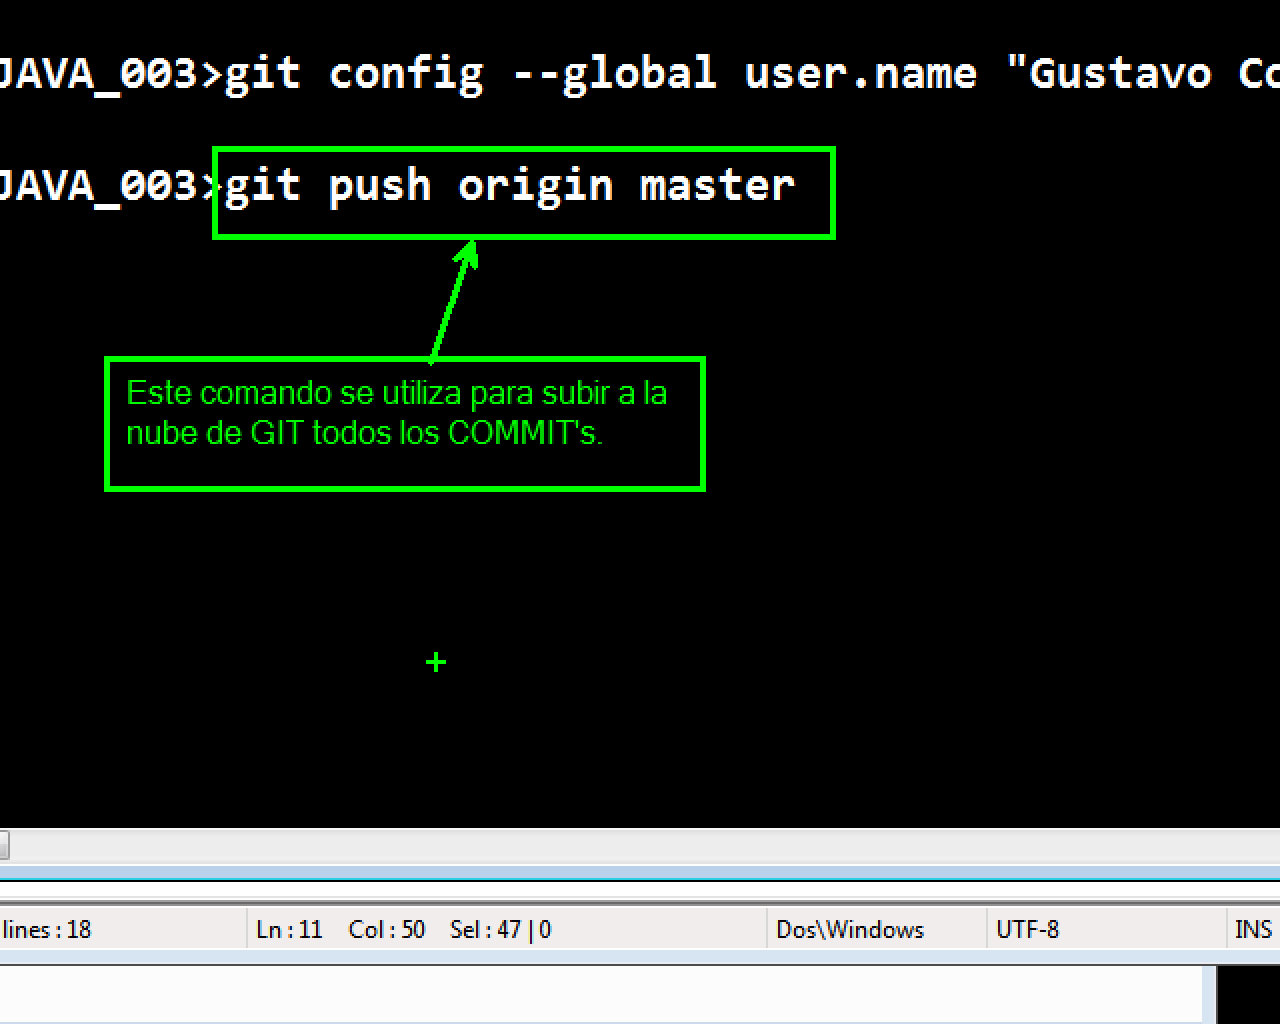 JAVA_003>git config --global user.name "Gustavo
JAVA_003>git push origin master
Este comando se utiliza para subir a la
nube de GIT todos los COMMIT's.
lines : 18 Ln : 11 Col : 50 Sel : 47 | 0 Dos\Windows UTF-8 INS